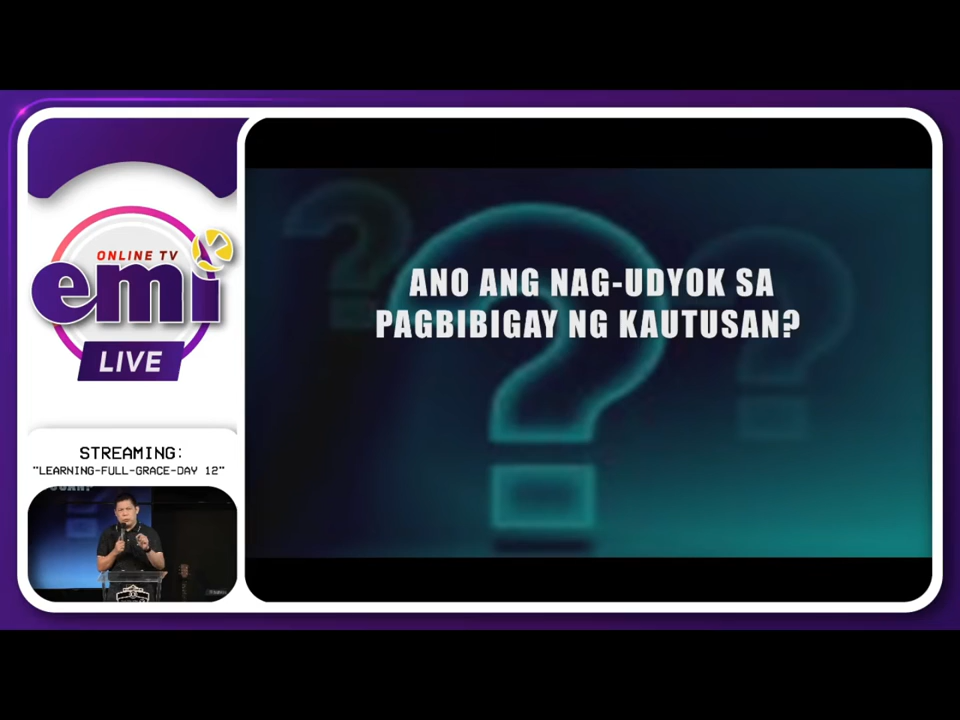 ONLINE TV
emi
LIVE
STREAMING:
"LEARNING-FULL-GRACE-DAY 12"
ANO ANG NAG-UDYOK SA
PAGBIBIGAY NG KAUTUSAN?